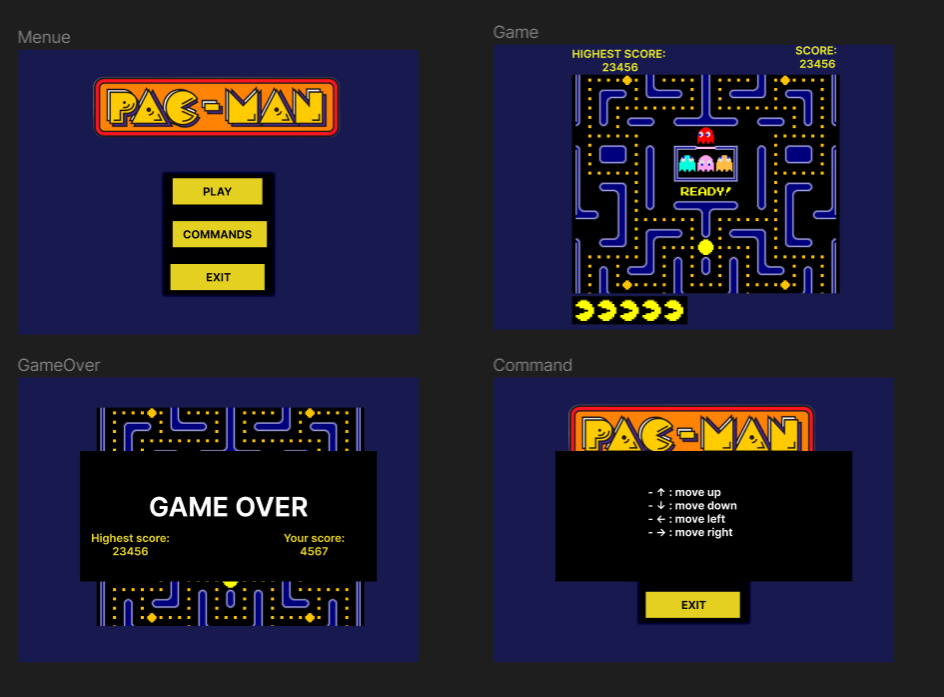 Menue
PAC-MAN
PLAY
COMMANDS
EXIT
Game
HIGHEST SCORE:
23456
SCORE:
23456
READY!
GameOver
GAME OVER
Highest score:
23456
Your score:
4567
Command
PAC-MAN
- ↑ : move up
- ↓ : move down
- ← : move left
- → : move right
EXIT